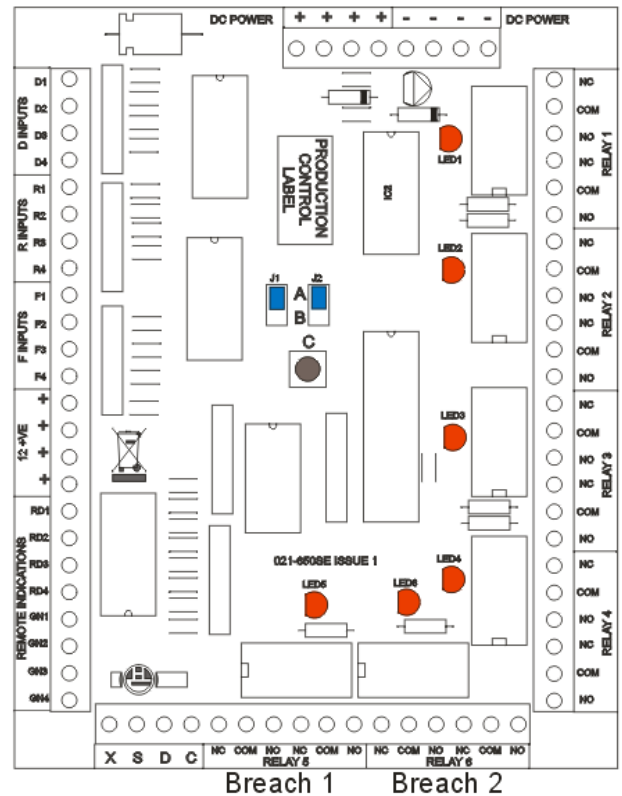 DC POWER + + + + - - - - DC POWER
D1
D2
D3
D4
D INPUTS
R1
R2
R3
R4
R INPUTS
F1
F2
F3
F4
F INPUTS
+
+
+
+
12 +VE
RD1
RD2
RD3
RD4
GN1
GN2
GN3
GN4
REMOTE INDICATIONS
PRODUCTION
CONTROL
LABEL
IC2
LED1
LED2
J1 J2
A
B
C
LED3
021-650SE ISSUE 1
LED4
LED5
LED6
NC
COM
NO
NC
COM
NO
RELAY 1
NC
COM
NO
NC
COM
NO
RELAY 2
NC
COM
NO
NC
COM
NO
RELAY 3
NC
COM
NO
NC
COM
NO
RELAY 4
X S D C
NC COM NO NC COM NO
RELAY 5
NC COM NO NC COM NO
RELAY 6
Breach 1 Breach 2